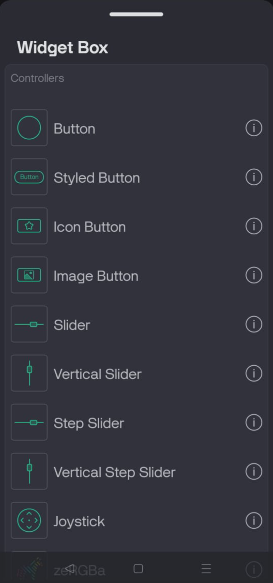 Widget Box
Controllers
Button
Button
Styled Button
Icon Button
Image Button
Slider
Vertical Slider
Step Slider
Vertical Step Slider
Joystick
zeRGBa